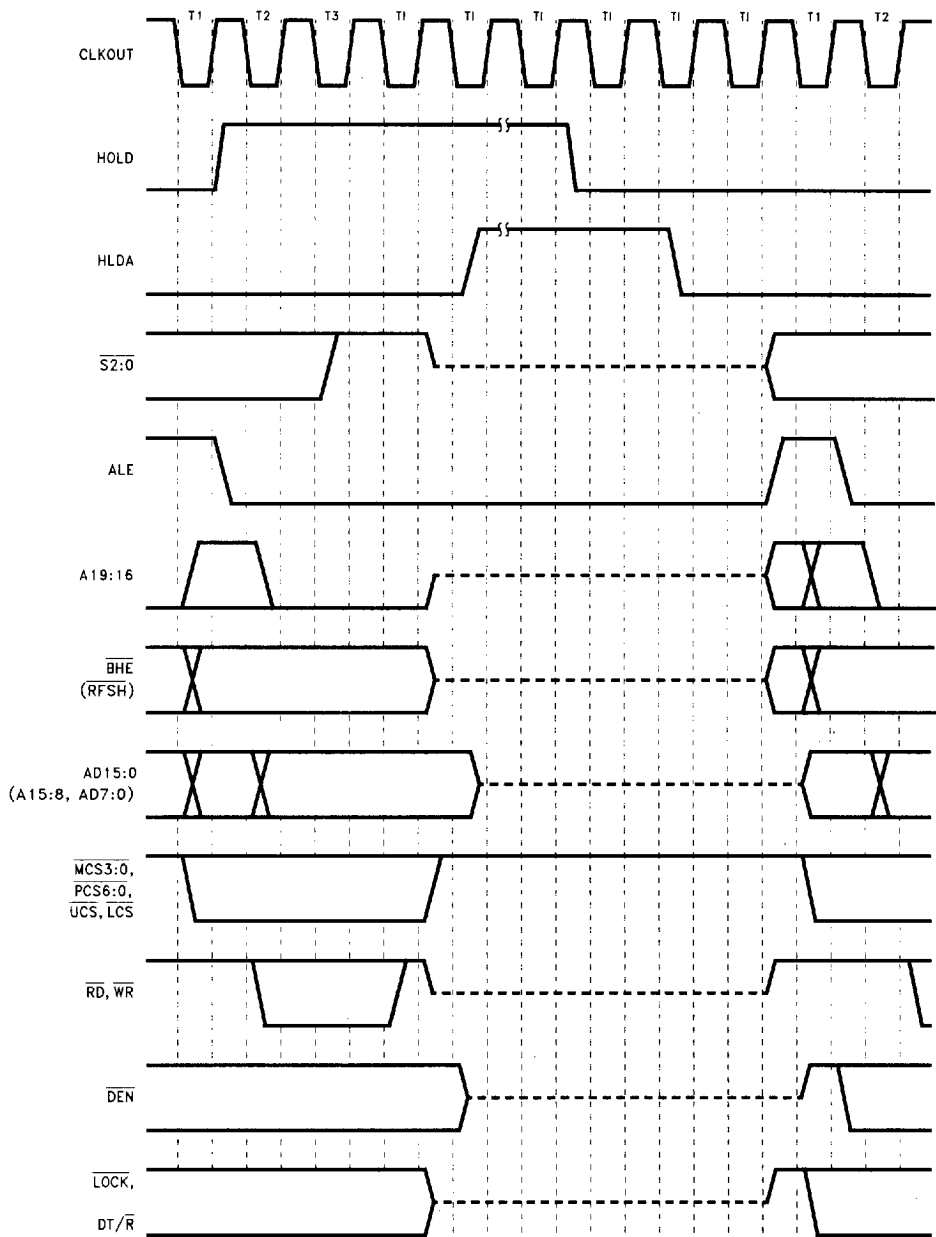 T1 T2 T3 TI TI TI TI TI TI T1 T2
CLKOUT
HOLD
HLDA
S2:0
ALE
A19:16
BHE
(RFSH)
AD15:0
(A15:8, AD7:0)
MCS3:0,
PCS6:0,
UCS, LCS
RD, WR
DEN
LOCK,
DT/R